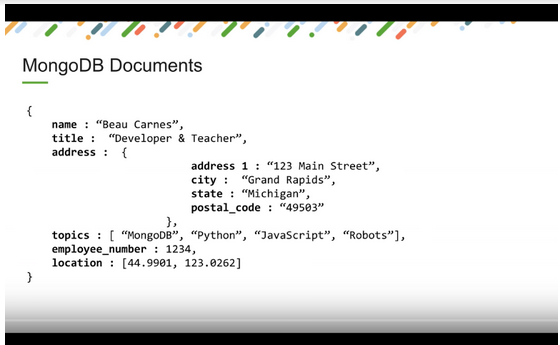 MongoDB Documents
{
name : “Beau Carnes”,
title : “Developer & Teacher”,
address : {
address 1 : “123 Main Street”,
city : “Grand Rapids”,
state : “Michigan”,
postal_code : “49503”
},
topics : [ “MongoDB”, “Python”, “JavaScript”, “Robots”],
employee_number : 1234,
location : [44.9901, 123.0262]
}